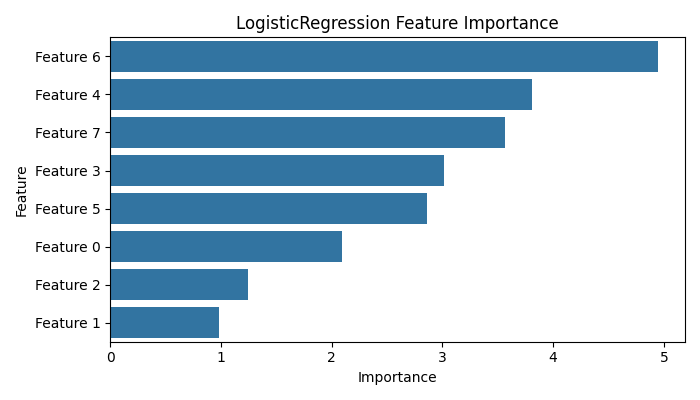 LogisticRegression Feature Importance
Feature
Feature 6
Feature 4
Feature 7
Feature 3
Feature 5
Feature 0
Feature 2
Feature 1
0 1 2 3 4 5
Importance